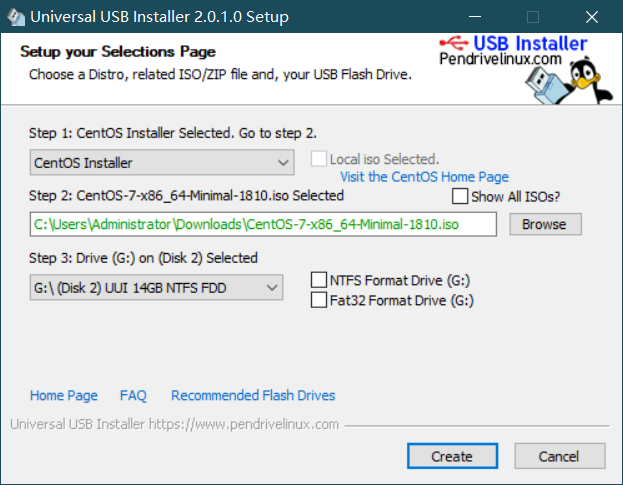 Universal USB Installer 2.0.1.0 Setup
Setup your Selections Page
Choose a Distro, related ISO/ZIP file and, your USB Flash Drive.
USB Installer
Pendrivelinux.com
Step 1: CentOS Installer Selected. Go to step 2.
CentOS Installer
Local iso Selected.
Visit the CentOS Home Page
Step 2: CentOS-7-x86_64-Minimal-1810.iso Selected
Show All ISOs?
C:\Users\Administrator\Downloads\CentOS-7-x86_64-Minimal-1810.iso
Browse
Step 3: Drive (G:) on (Disk 2) Selected
G:\ (Disk 2) UUI 14GB NTFS FDD
NTFS Format Drive (G:)
Fat32 Format Drive (G:)
Home Page FAQ Recommended Flash Drives
Universal USB Installer https://www.pendrivelinux.com
Create Cancel